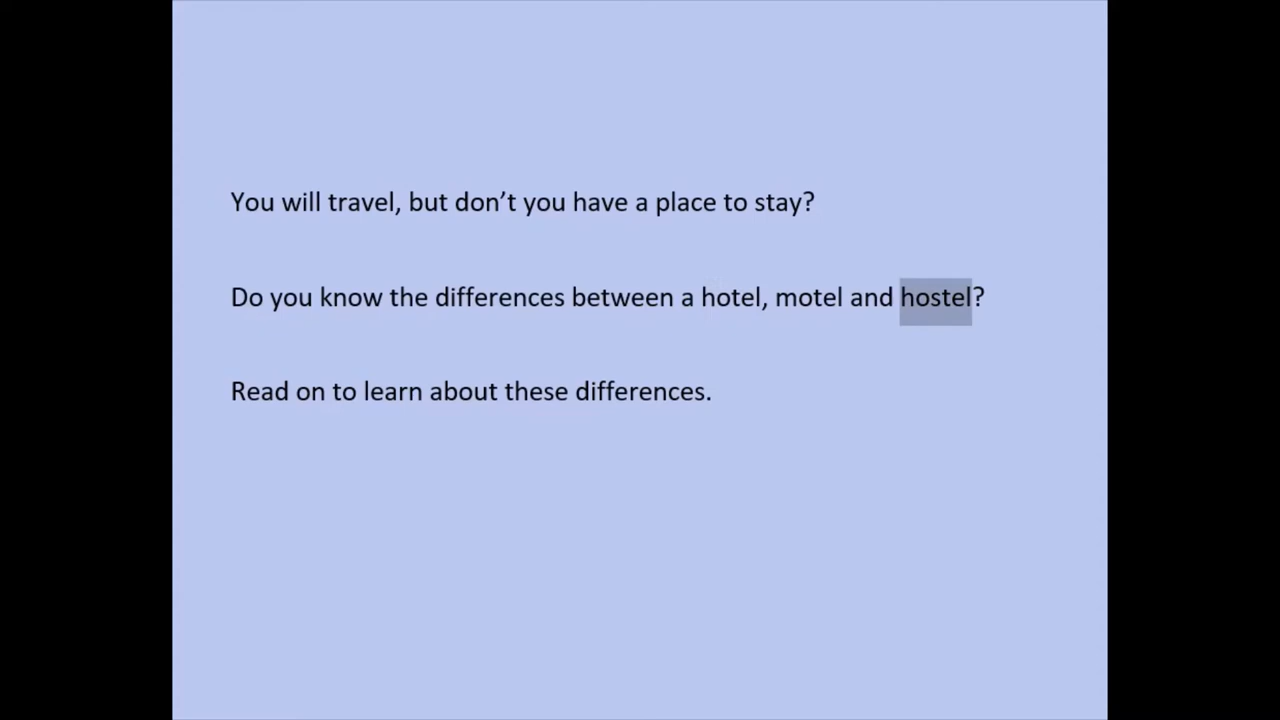 You will travel, but don’t you have a place to stay?
Do you know the differences between a hotel, motel and hostel?
Read on to learn about these differences.